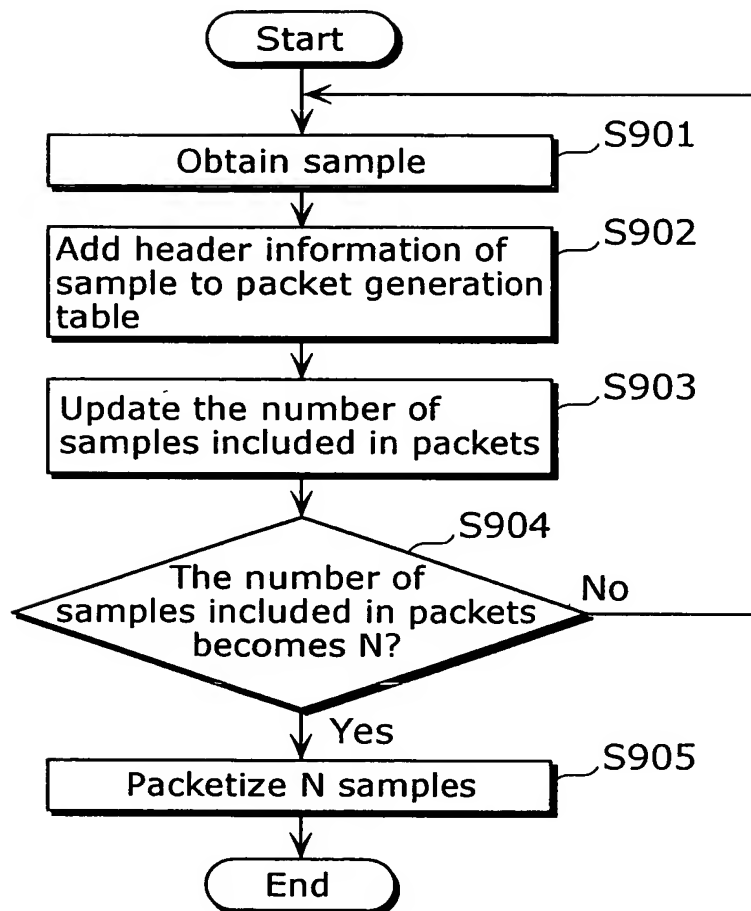 Start
S901
Obtain sample
S902
Add header information of
sample to packet generation
table
S903
Update the number of
samples included in packets
S904
The number of
samples included in packets
becomes N?
No
Yes
S905
Packetize N samples
End